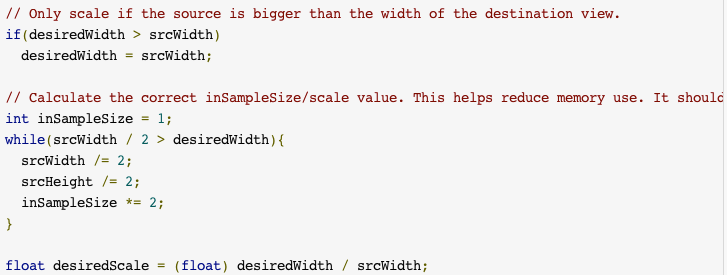 // Only scale if the source is bigger than the width of the destination view.
if(desiredWidth > srcWidth)
  desiredWidth = srcWidth;

// Calculate the correct inSampleSize/scale value. This helps reduce memory use. It should
int inSampleSize = 1;
while(srcWidth / 2 > desiredWidth){
  srcWidth /= 2;
  srcHeight /= 2;
  inSampleSize *= 2;
}

float desiredScale = (float) desiredWidth / srcWidth;